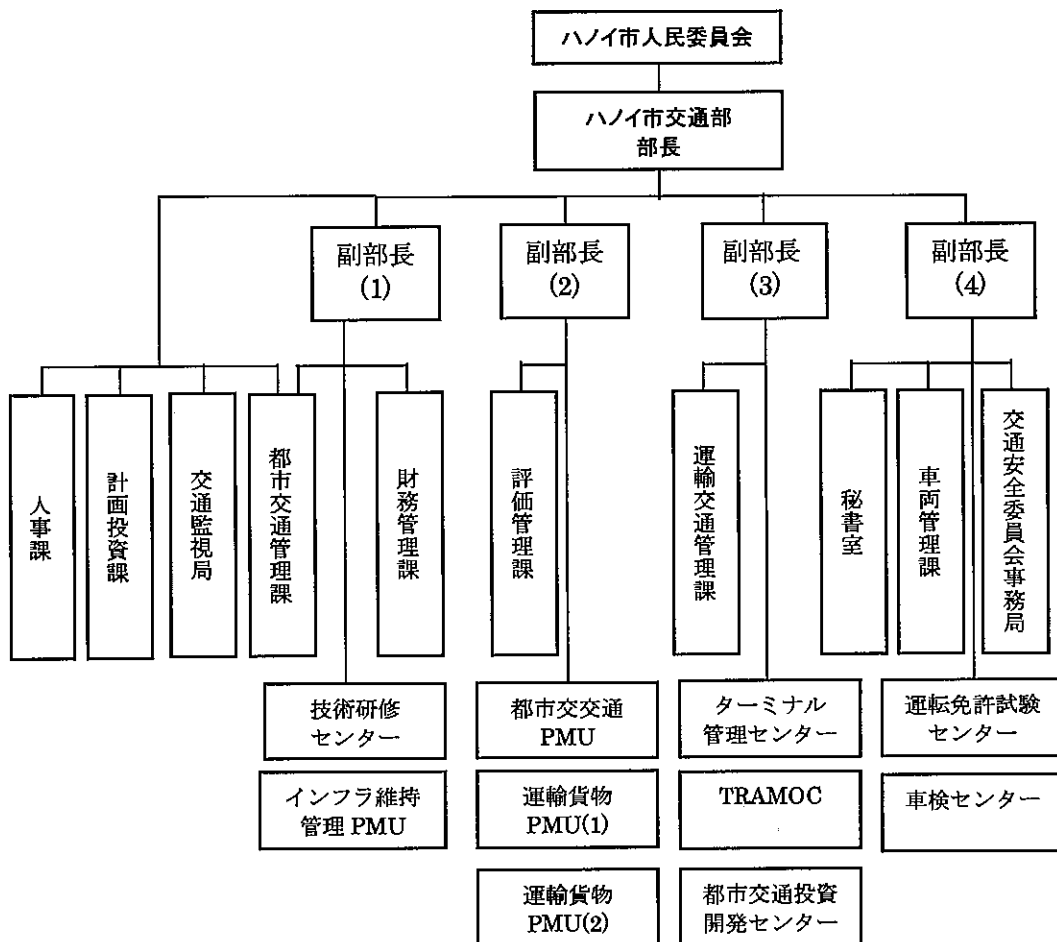 ハノイ市人民委員会
ハノイ市交通部
部長
副部長
(1)
副部長
(2)
副部長
(3)
副部長
(4)
人事課
計画投資課
交通監視局
都市交通管理課
財務管理課
評価管理課
運輸交通管理課
秘書室
車両管理課
交通安全委員会事務局
技術研修
センター
都市交交通
PMU
ターミナル
管理センター
運転免許試験
センター
インフラ維持
管理 PMU
運輸貨物
PMU(1)
TRAMOC
車検センター
運輸貨物
PMU(2)
都市交通投資
開発センター